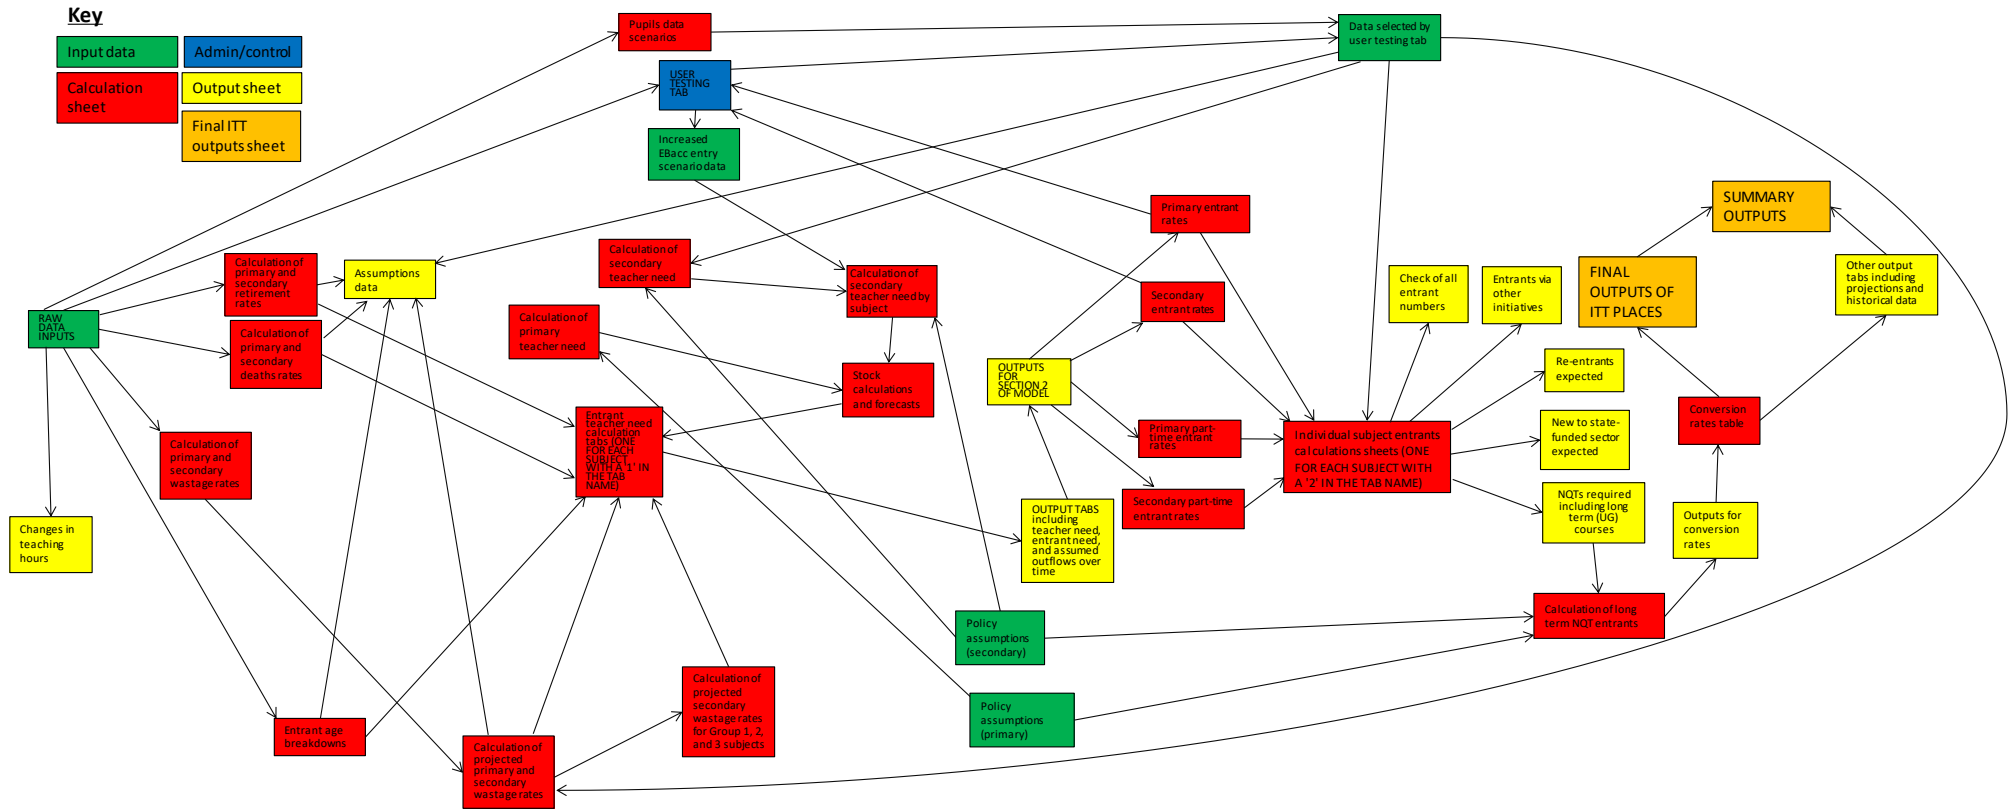 Key
Input data
Admin/control
Calculation
sheet
Output sheet
Final ITT
outputs sheet
Pupils data
scenarios
Data selected by
user testing tab
USER
TESTING
TAB
Increased
EBacc entry
scenario data
Primary entrant
rates
SUMMARY
OUTPUTS
Calculation of
primary and
secondary
retirement
rates
Assumptions
data
Calculation of
secondary
teacher need
Calculation of
secondary
teacher need by
subject
Secondary
entrant rates
Check of all
entrant
numbers
Entrants via
other
initiatives
FINAL
OUTPUTS OF
ITT PLACES
Other output
tabs including
projections and
historical data
RAW
DATA
INPUTS
Calculation of
primary and
secondary
deaths rates
Calculation of
primary
teacher need
Stock
calculations
and forecasts
OUTPUTS
FOR
SECTION 2
OF MODEL
Re-entrants
expected
Calculation of
primary and
secondary
wastage rates
Entrant
teacher need
calculation
tabs (ONE
FOR EACH
SUBJECT
WITH A '1' IN
THE TAB
NAME)
Primary part-
time entrant
rates
Individual subject entrants
calculations sheets (ONE
FOR EACH SUBJECT WITH
A '2' IN THE TAB NAME)
New to state-
funded sector
expected
Conversion
rates table
Changes in
teaching
hours
OUTPUT TABS
including
teacher need,
entrant need,
and assumed
outflows over
time
Secondary part-time
entrant rates
NQTs required
including long
term (UG)
courses
Outputs for
conversion
rates
Policy
assumptions
(secondary)
Calculation of long
term NQT entrants
Entrant age
breakdowns
Calculation of
projected
primary and
secondary
wastage rates
Calculation of
projected
secondary
wastage rates
for Group 1, 2,
and 3 subjects
Policy
assumptions
(primary)